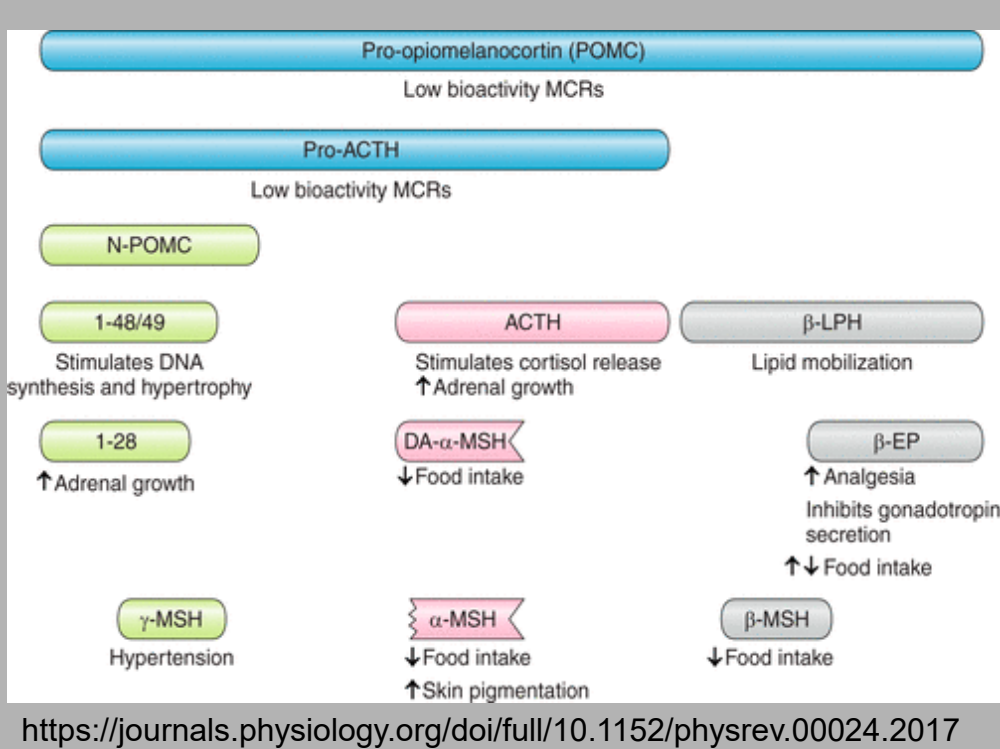 Pro-opiomelanocortin (POMC)
Low bioactivity MCRs
Pro-ACTH
Low bioactivity MCRs
N-POMC
1-48/49
ACTH
β-LPH
Stimulates DNA
synthesis and hypertrophy
Stimulates cortisol release
↑Adrenal growth
Lipid mobilization
1-28
DA-α-MSH
β-EP
↑Adrenal growth
↓Food intake
↑Analgesia
Inhibits gonadotropin
secretion
↑↓Food intake
γ-MSH
α-MSH
β-MSH
Hypertension
↓Food intake
↑Skin pigmentation
↓Food intake
https://journals.physiology.org/doi/full/10.1152/physrev.00024.2017